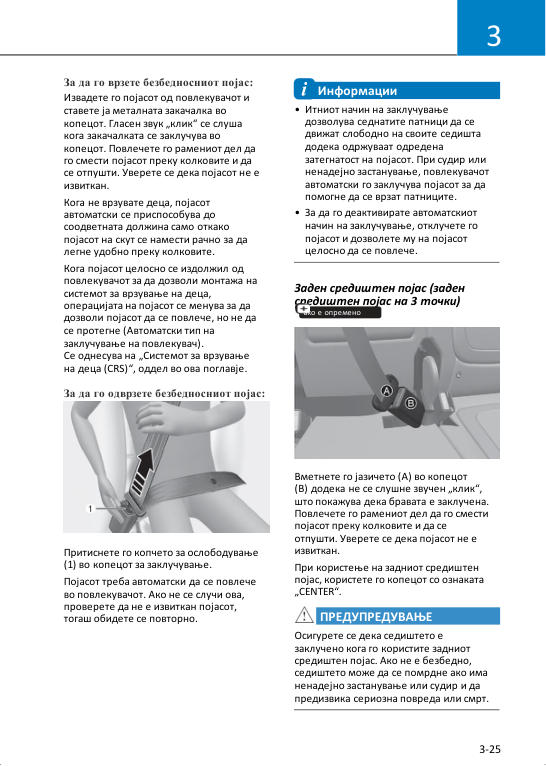 3
За да го врзете безбедносниот појас:
Извадете го појасот од повлекувачот и
ставете ја металната закачалка во
копецот. Гласен звук „клик“ се слуша
кога закачалката се заклучува во
копецот. Повлечете го рамениот дел да
го смести појасот преку колковите и да
се отпушти. Уверете се дека појасот не е
извиткан.
Кога не врзувате деца, појасот
автоматски се приспособува до
соодветната должина само откако
појасот на скут се намести рачно за да
легне удобно преку колковите.
Кога појасот целосно се издолжил од
повлекувачот за да дозволи монтажа на
системот за врзување на деца,
операцијата на појасот се менува за да
дозволи појасот да се повлече, но не да
се протегне (Автоматски тип на
заклучување на повлекувач).
Се однесува на „Системот за врзување
на деца (CRS)“, оддел во ова поглавје.
За да го одврзете безбедносниот појас:
1
Притиснете го копчето за ослободување
(1) во копецот за заклучување.
Појасот треба автоматски да се повлече
во повлекувачот. Ако не се случи ова,
проверете да не е извиткан појасот,
тогаш обидете се повторно.
i Информации
• Итниот начин на заклучување
дозволува седнатите патници да се
движат слободно на своите седишта
додека одржуваат одредена
затегнатост на појасот. При судир или
ненадејно застанување, повлекувачот
автоматски го заклучува појасот за да
помогне да се врзат патниците.
• За да го деактивирате автоматскиот
начин на заклучување, отклучете го
појасот и дозволете му на појасот
целосно да се повлече.
Заден средиштен појас (заден
средиштен појас на 3 точки)
ако е опремено
A
B
Вметнете го јазичето (A) во копецот
(B) додека не се слушне звучен „клик“,
што покажува дека бравата е заклучена.
Повлечете го рамениот дел да го смести
појасот преку колковите и да се
отпушти. Уверете се дека појасот не е
извиткан.
При користење на задниот средиштен
појас, користете го копецот со ознаката
„CENTER“.
ПРЕДУПРЕДУВАЊЕ
Осигурете се дека седиштето е
заклучено кога го користите задниот
средиштен појас. Ако не е безбедно,
седиштето може да се помрдне ако има
ненадејно застанување или судир и да
предизвика сериозна повреда или смрт.
3-25